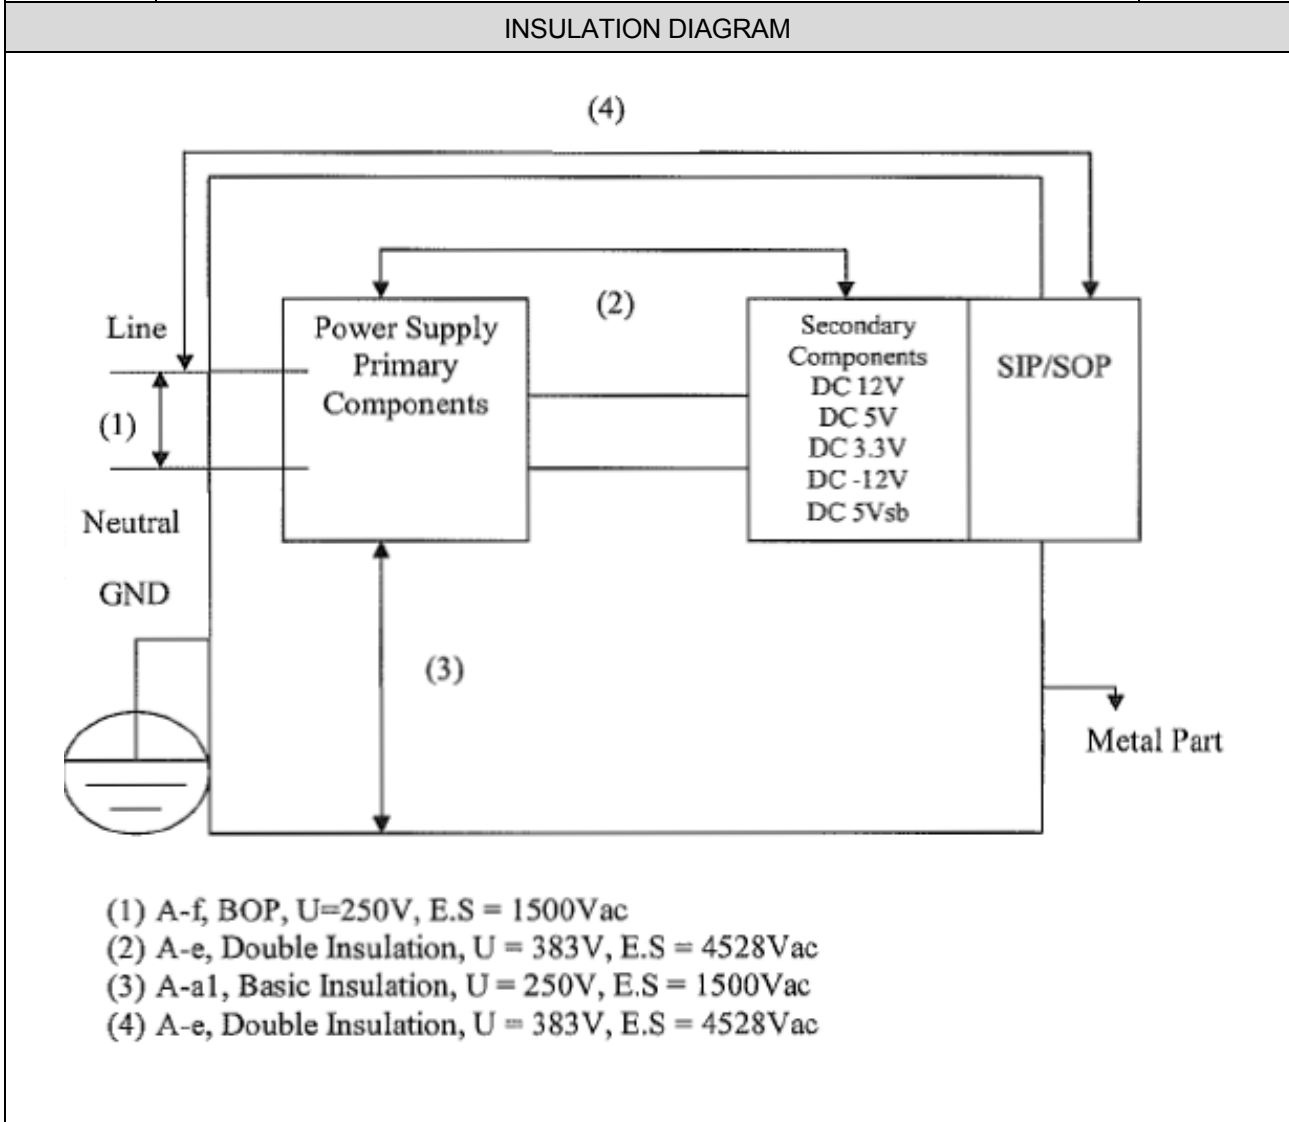 INSULATION DIAGRAM
(4)
(2)
Line
Power Supply
Primary
Components
Secondary
Components
DC 12V
DC 5V
DC 3.3V
DC -12V
DC 5Vsb
SIP/SOP
(1)
Neutral
GND
(3)
Metal Part
(1) A-f, BOP, U=250V, E.S = 1500Vac
(2) A-e, Double Insulation, U = 383V, E.S = 4528Vac
(3) A-a1, Basic Insulation, U = 250V, E.S = 1500Vac
(4) A-e, Double Insulation, U = 383V, E.S = 4528Vac